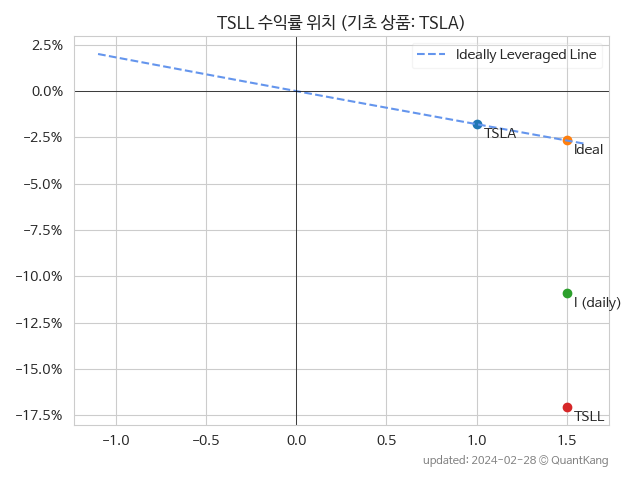 TSLL 수익률 위치 (기초 상품: TSLA)
2.5%
Ideally Leveraged Line
0.0%
TSLA
−2.5%
Ideal
−5.0%
−7.5%
−10.0%
I (daily)
−12.5%
−15.0%
−17.5%
TSLL
−1.0
−0.5
0.0
0.5
1.0
1.5
updated: 2024-02-28 © QuantKang